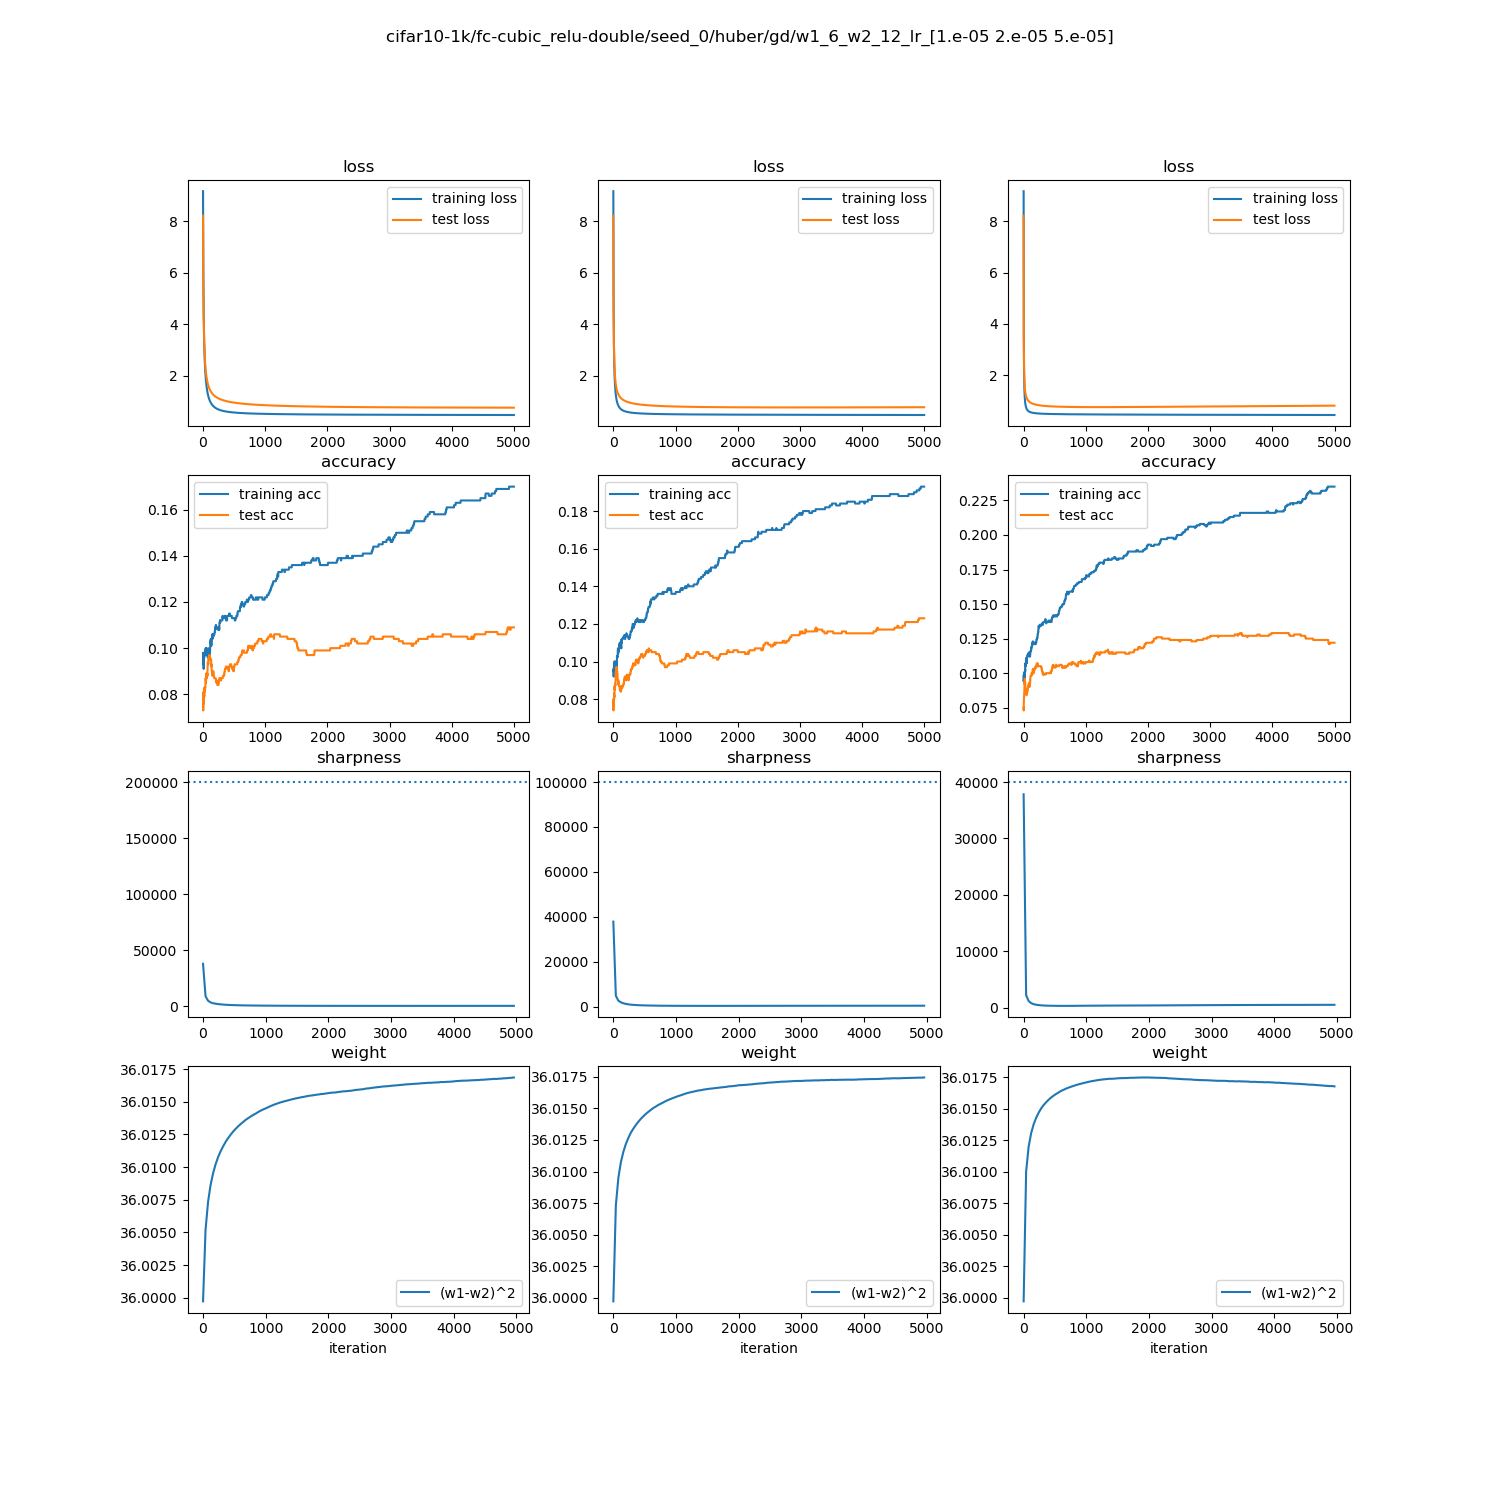 cifar10-1k/fc-cubic_relu-double/seed_0/huber/gd/w1_6_w2_12_lr_[1.e-05 2.e-05 5.e-05]
loss loss loss
training loss
test loss
training loss
test loss
training loss
test loss
8
6
4
2
8
6
4
2
8
6
4
2
0 1000 2000 3000 4000 5000
0 1000 2000 3000 4000 5000
0 1000 2000 3000 4000 5000
accuracy accuracy accuracy
training acc
test acc
training acc
test acc
training acc
test acc
0.16
0.14
0.12
0.10
0.08
0.18
0.16
0.14
0.12
0.10
0.08
0.225
0.200
0.175
0.150
0.125
0.100
0.075
0 1000 2000 3000 4000 5000
0 1000 2000 3000 4000 5000
0 1000 2000 3000 4000 5000
sharpness sharpness sharpness
200000
150000
100000
50000
0
100000
80000
60000
40000
20000
0
40000
30000
20000
10000
0
0 1000 2000 3000 4000 5000
0 1000 2000 3000 4000 5000
0 1000 2000 3000 4000 5000
weight weight weight
36.0175
36.0150
36.0125
36.0100
36.0075
36.0050
36.0025
36.0000
36.0175
36.0150
36.0125
36.0100
36.0075
36.0050
36.0025
36.0000
36.0175
36.0150
36.0125
36.0100
36.0075
36.0050
36.0025
36.0000
(w1-w2)^2
(w1-w2)^2
(w1-w2)^2
0 1000 2000 3000 4000 5000
0 1000 2000 3000 4000 5000
0 1000 2000 3000 4000 5000
iteration iteration iteration